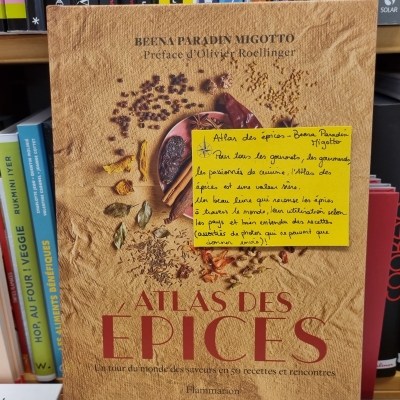 BEENA PARADIN MIGOTTO
Préface d'Olivier Roellinger
Atlas des épices - Beena Paradin
Migotto
Pour tous les gourmets, les gourmands
les passionnés de cuisine, l'Atlas des
épices est une valeur sûre.
Un beau livre qui recense les épices
à travers le monde, leur utilisation selon
les pays et bien entendu des recettes
(assorties de photos qui ne peuvent que
donner envie)!
ATLAS DES
EPICES
Un tour du monde des saveurs en 50 recettes et rencontres
Flammarion
RUKMINI IYER
HOP, AU FOUR ! VEGGIE
W.
ALIMENTS BÉNÉFIQUES
SOLAR